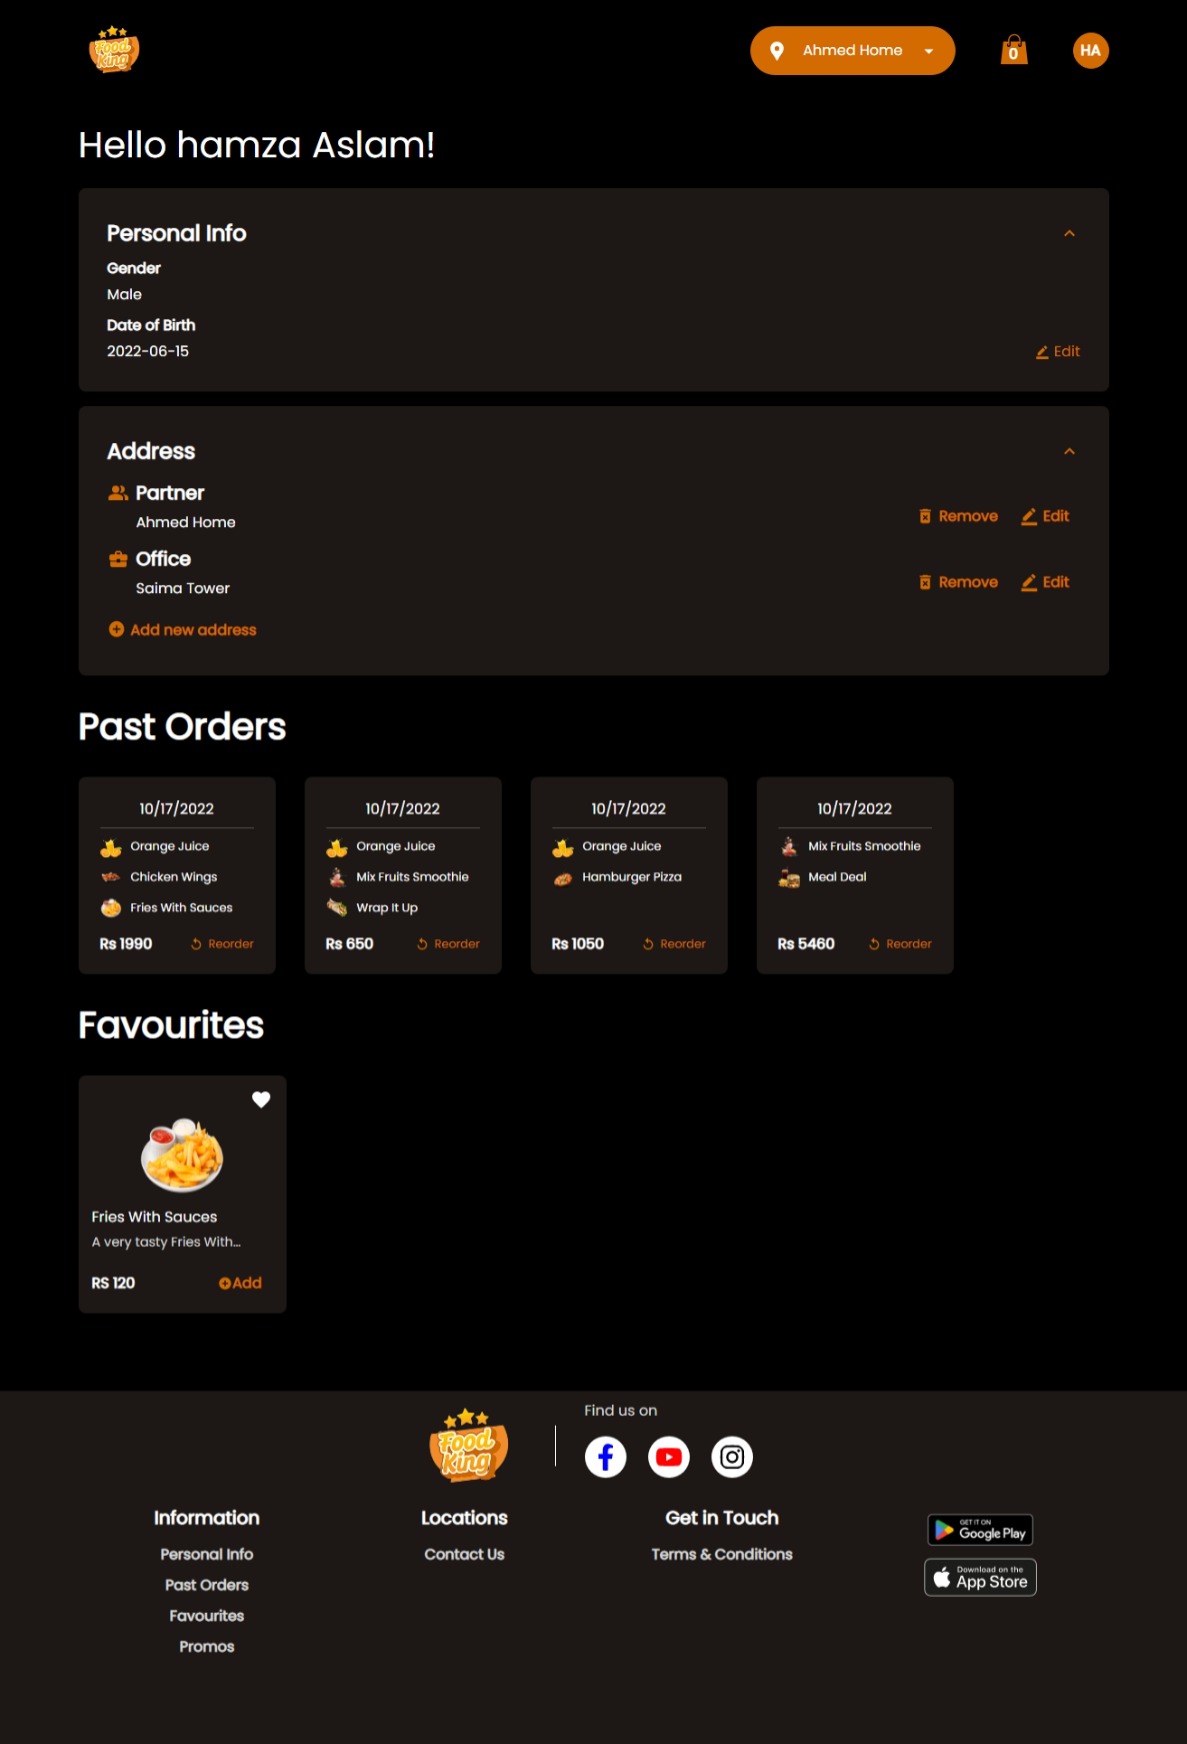 Food
King
Ahmed Home
0
HA
Hello hamza Aslam!
Personal Info
Gender
Male
Date of Birth
2022-06-15
Edit
Address
Partner
Ahmed Home
Remove
Edit
Office
Saima Tower
Remove
Edit
Add new address
Past Orders
10/17/2022
Orange Juice
Chicken Wings
Fries With Sauces
Rs 1990
Reorder
10/17/2022
Orange Juice
Mix Fruits Smoothie
Wrap It Up
Rs 650
Reorder
10/17/2022
Orange Juice
Hamburger Pizza
Rs 1050
Reorder
10/17/2022
Mix Fruits Smoothie
Meal Deal
Rs 5460
Reorder
Favourites
Fries With Sauces
A very tasty Fries With...
RS 120
Add
Food
King
Find us on
Information
Personal Info
Past Orders
Favourites
Promos
Locations
Contact Us
Get in Touch
Terms & Conditions
GET IT ON
Google Play
Download on the
App Store